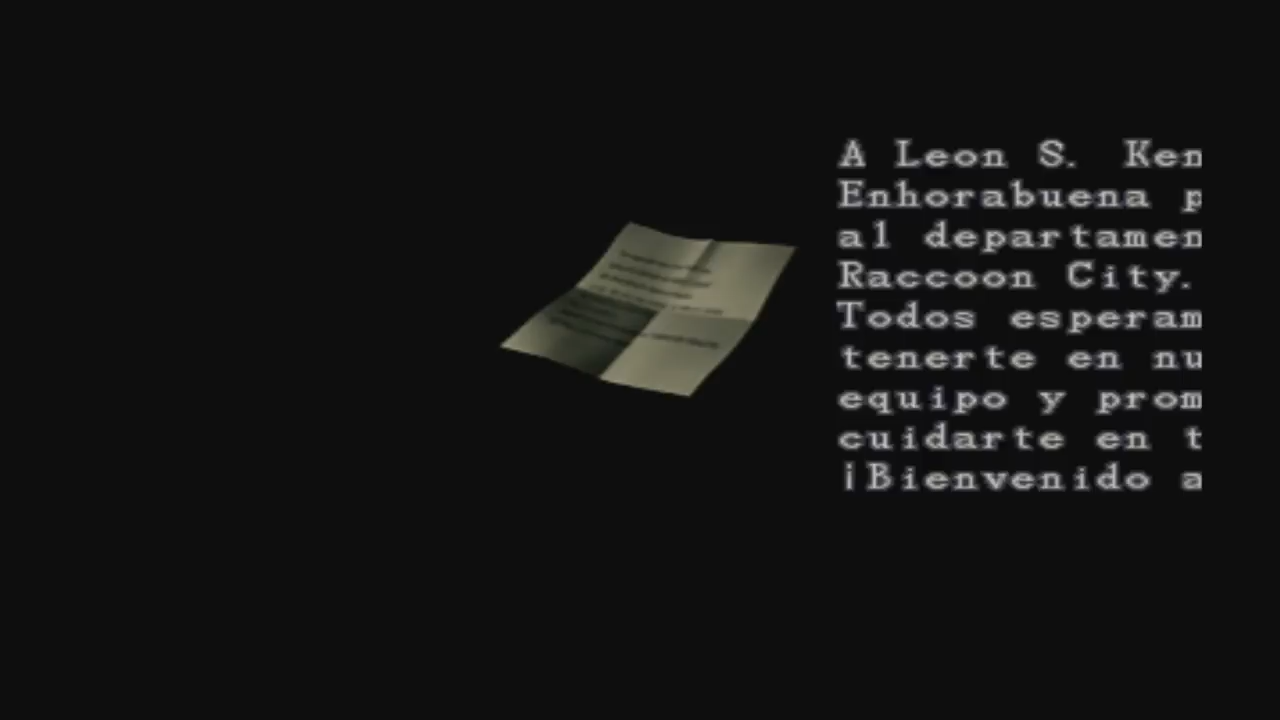 A Leon S. Ken
Enhorabuena p
al departamen
Raccoon City.
Todos esperam
tenerte en nu
equipo y prom
cuidarte en t
¡Bienvenido a